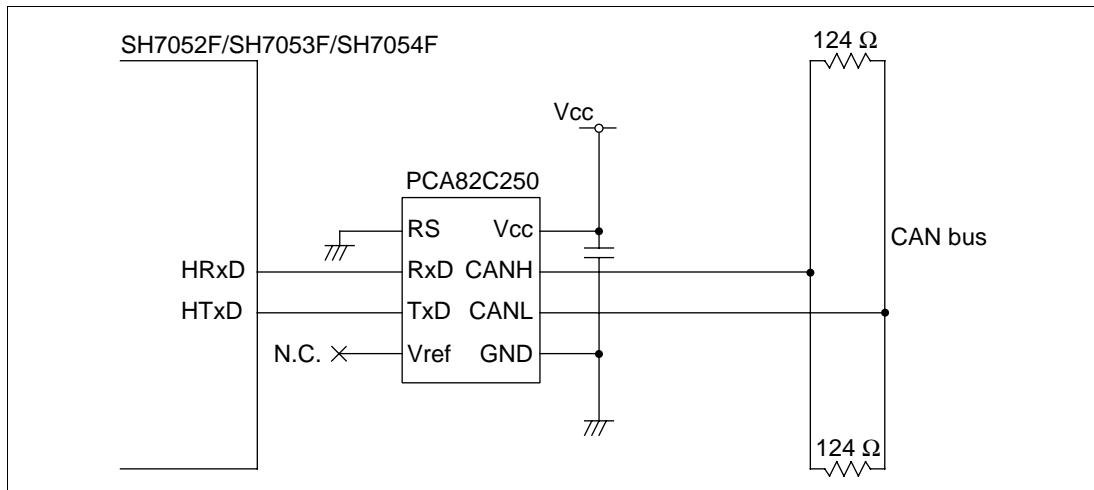 SH7052F/SH7053F/SH7054F
124 Ω
Vcc
PCA82C250
RS Vcc
CAN bus
HRxD RxD CANH
HTxD TxD CANL
N.C. Vref GND
124 Ω